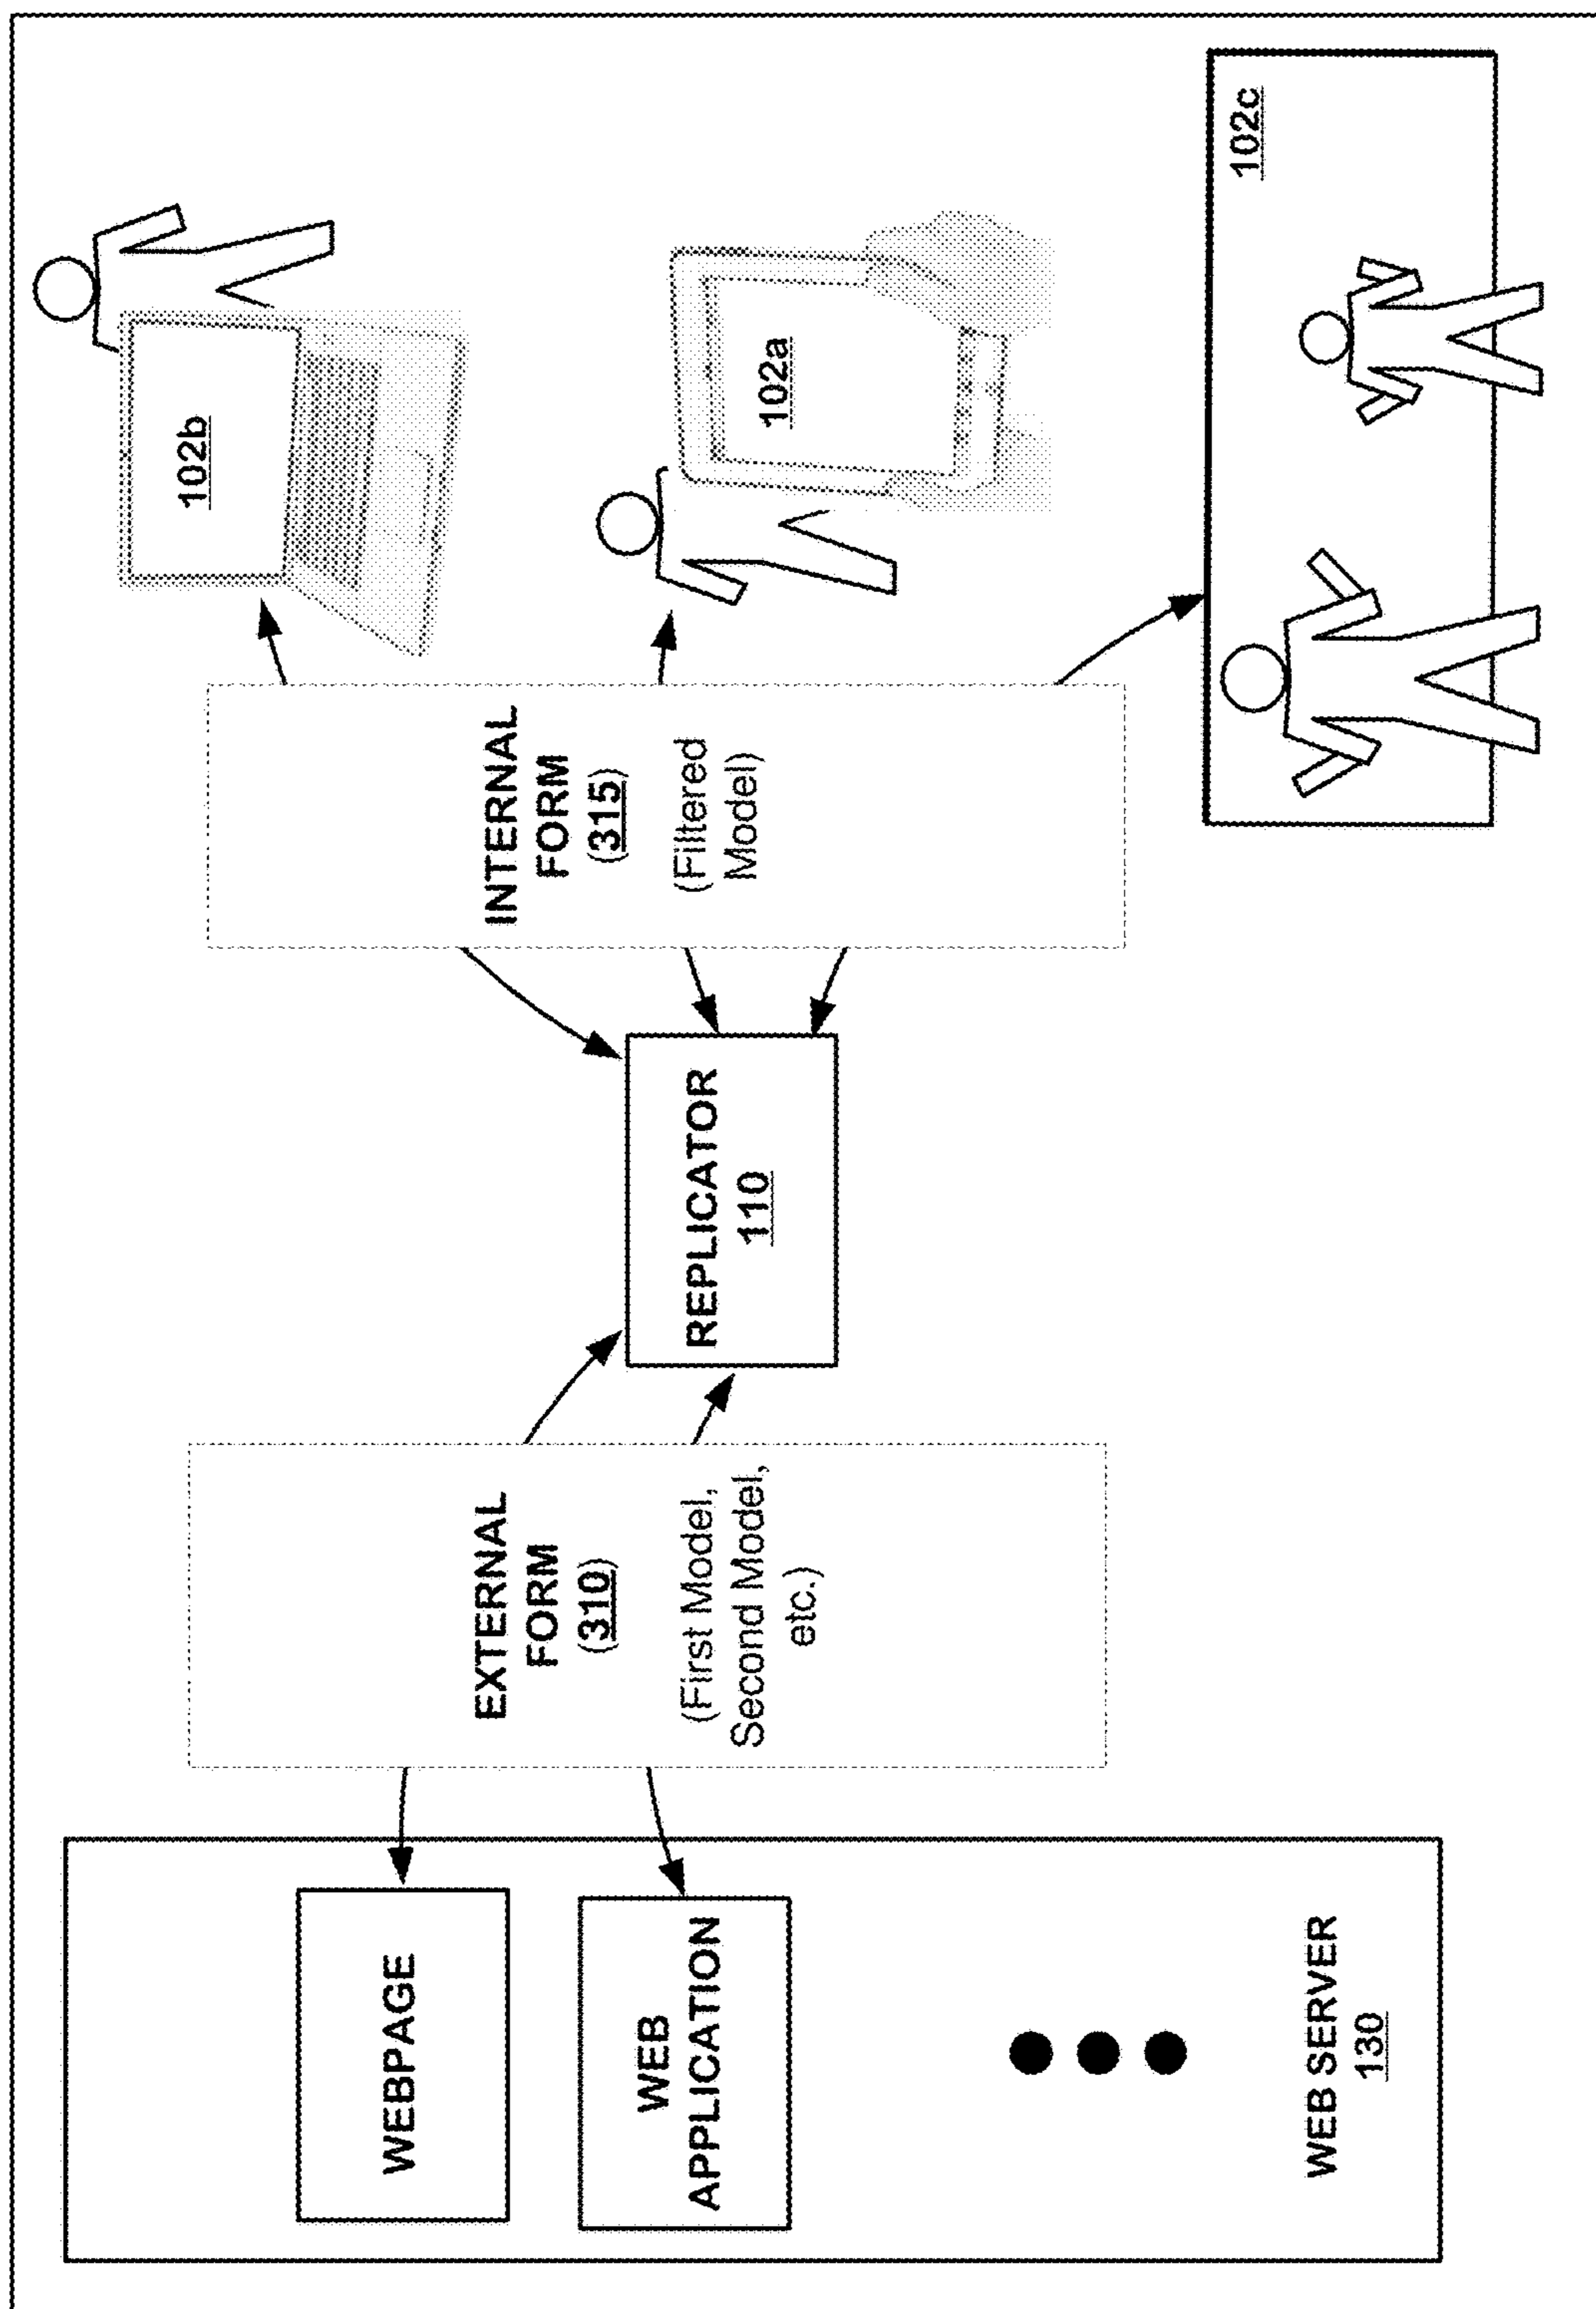 WEBPAGE
WEB
APPLICATION
WEB SERVER
130
EXTERNAL
FORM
(310)
(First Model,
Second Model,
etc.)
REPLICATOR
110
INTERNAL
FORM
(315)
(Filtered
Model)
102b
102a
102c